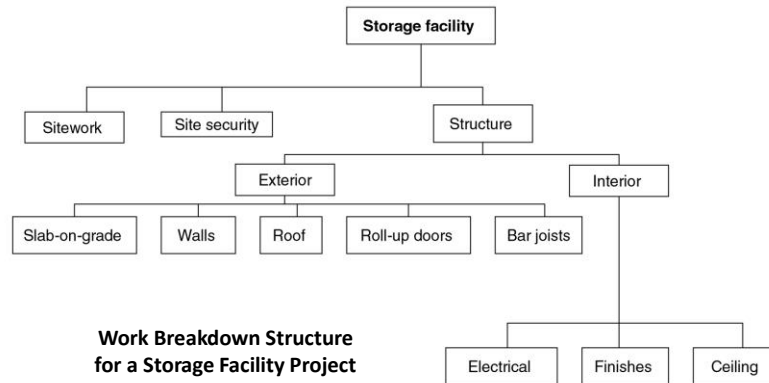 Storage facility
Sitework
Site security
Structure
Exterior
Interior
Slab-on-grade
Walls
Roof
Roll-up doors
Bar joists
Work Breakdown Structure
for a Storage Facility Project
Electrical
Finishes
Ceiling